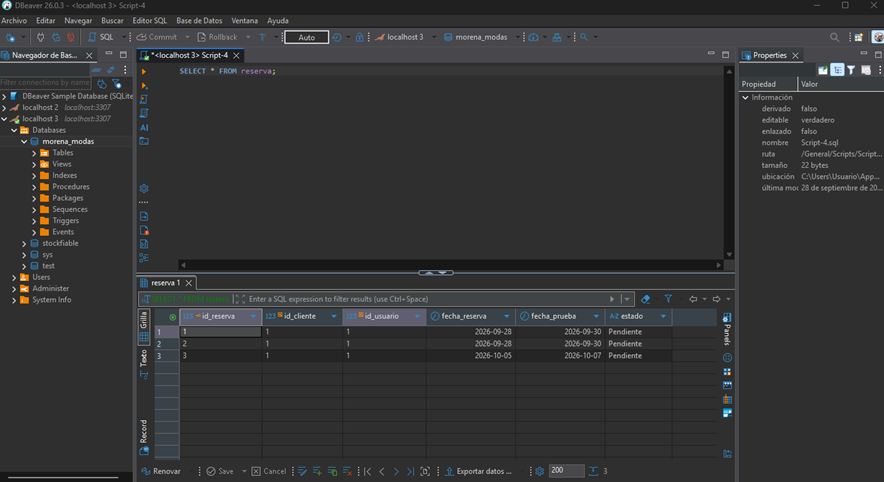 DBeaver 26.0.3 - <localhost 3> Script-4
Archivo Editar Navegar Buscar Editor SQL Base de Datos Ventana Ayuda
SQL Commit Rollback T Auto localhost 3 morena_modas
Navegador de Bas...
Filter connections by name
DBeaver Sample Database (SQLite
localhost 2 localhost:3307
localhost 3 localhost:3307
Databases
morena_modas
Tables
Views
Indexes
Procedures
Packages
Sequences
Triggers
Events
stockfiable
sys
test
Users
Administer
System Info
*<localhost 3> Script-4
SELECT * FROM reserva;
reserva 1
SELECT * FROM reserva Enter a SQL expression to filter results (use Ctrl+Space)
Grilla
Texto
Record
123 id_reserva 123 id_cliente 123 id_usuario fecha_reserva fecha_prueba A-Z estado
1 1 1 1 2026-09-28 2026-09-30 Pendiente
2 2 1 1 2026-09-28 2026-09-30 Pendiente
3 3 1 1 2026-10-05 2026-10-07 Pendiente
Panels
Renovar Save Cancel Exportar datos ... 200 3
Properties
Propiedad Valor
Información
derivado falso
editable verdadero
enlazado falso
nombre Script-4.sql
ruta /General/Scripts/Script...
tamaño 22 bytes
ubicación C:\Users\Usuario\App...
última mod 28 de septiembre de 20...